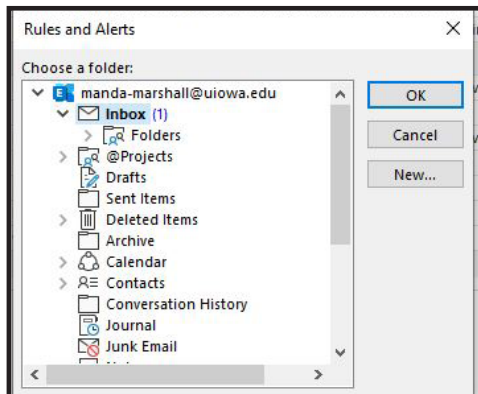 Rules and Alerts
Choose a folder:
manda-marshall@uiowa.edu
Inbox (1)
Folders
@Projects
Drafts
Sent Items
Deleted Items
Archive
Calendar
Contacts
Conversation History
Journal
Junk Email
OK
Cancel
New...